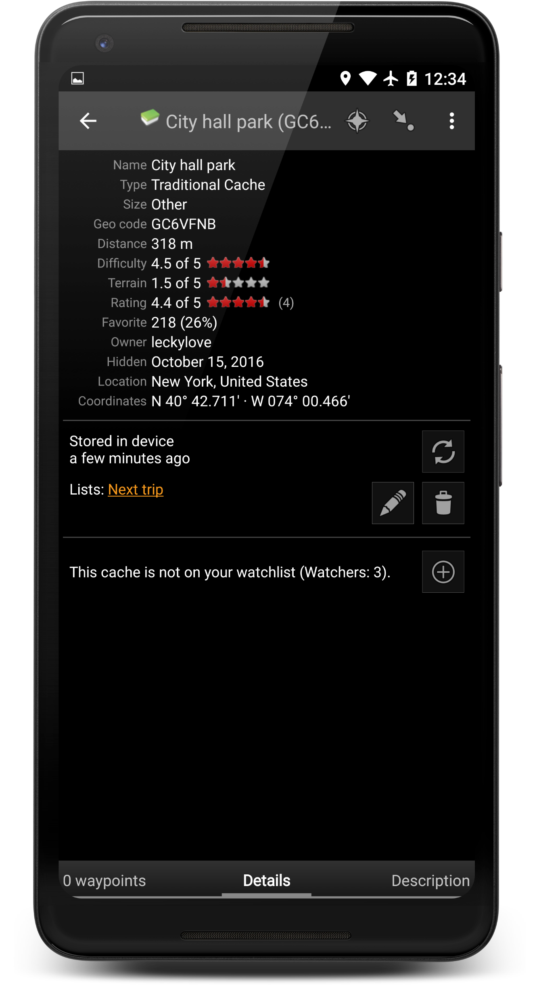 12:34
City hall park (GC6...
Name City hall park
Type Traditional Cache
Size Other
Geo code GC6VFNB
Distance 318 m
Difficulty 4.5 of 5
Terrain 1.5 of 5
Rating 4.4 of 5 (4)
Favorite 218 (26%)
Owner leckylove
Hidden October 15, 2016
Location New York, United States
Coordinates N 40° 42.711' · W 074° 00.466'
Stored in device
a few minutes ago
Lists: Next trip
This cache is not on your watchlist (Watchers: 3).
0 waypoints Details Description